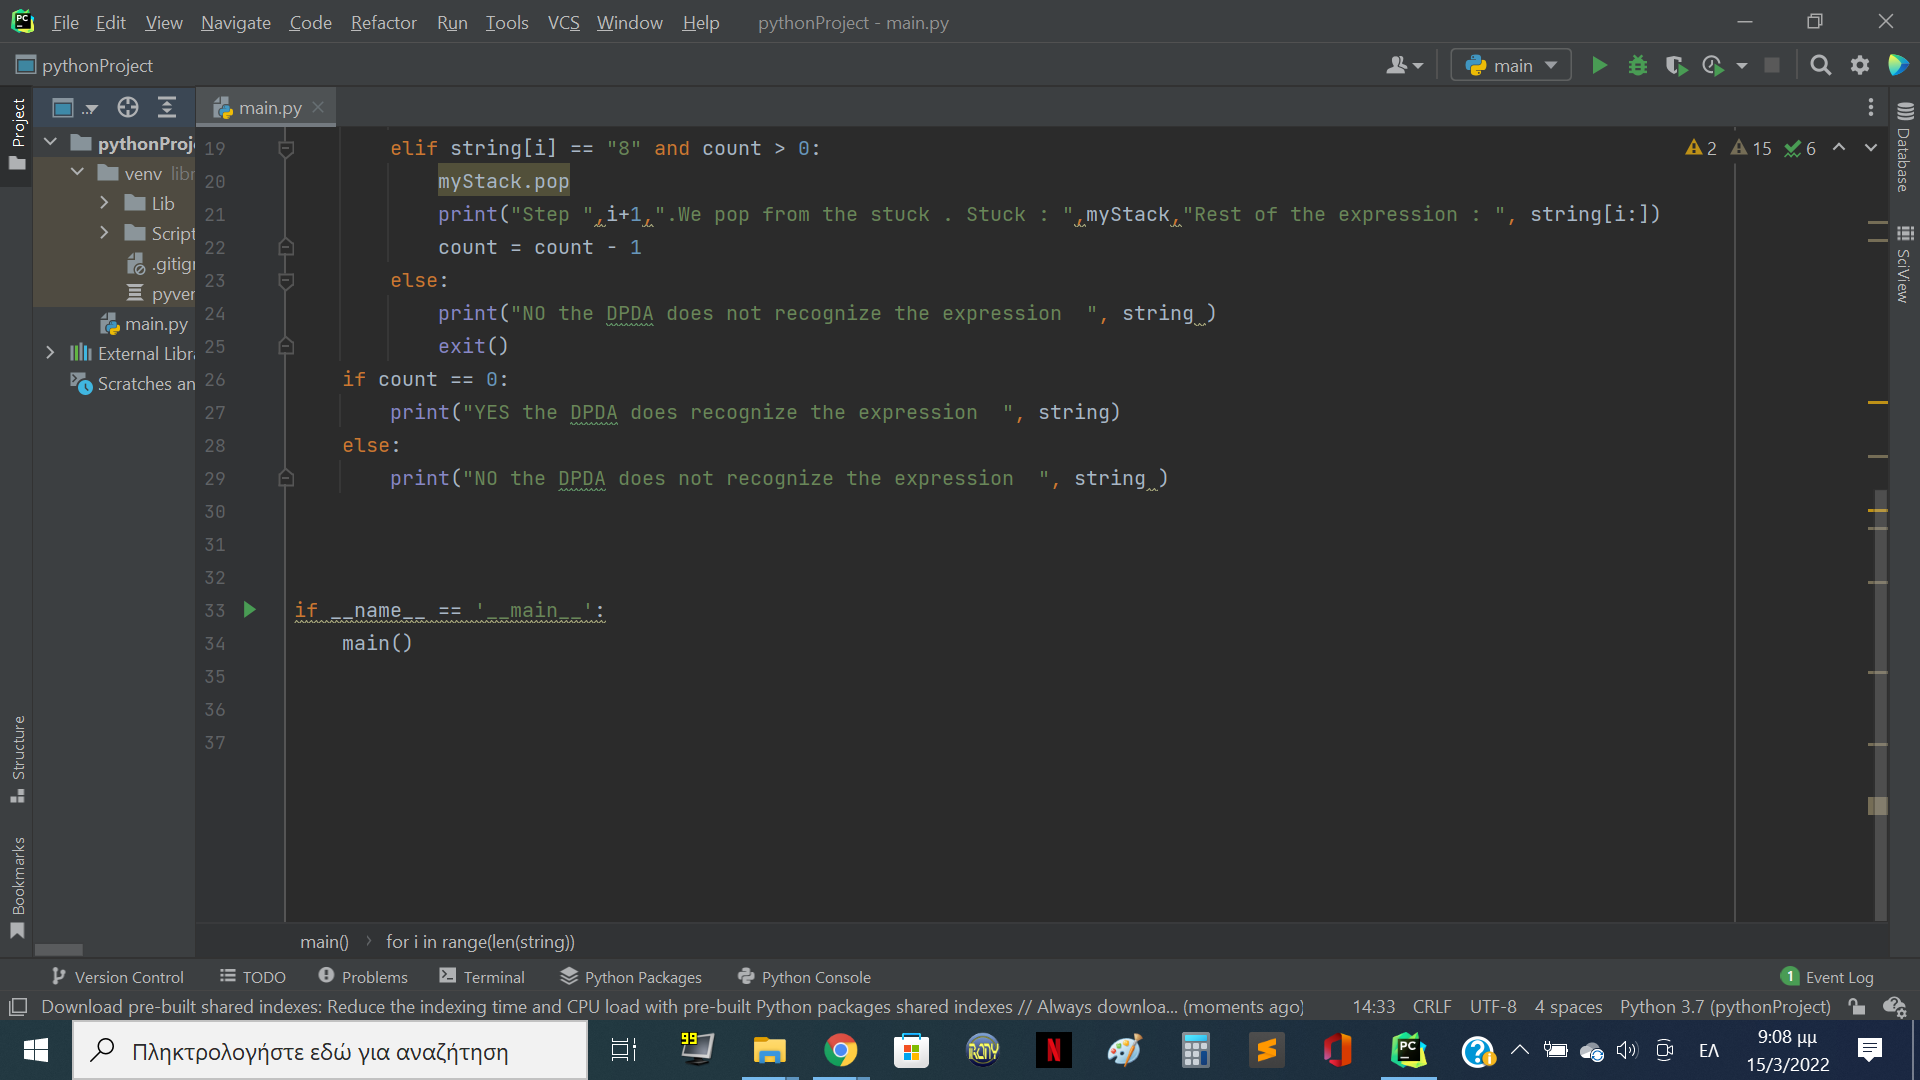 File Edit View Navigate Code Refactor Run Tools VCS Window Help pythonProject - main.py
pythonProject
main
Project
main.py
pythonProj
venv libr
Lib
Script
.gitigr
pyver
main.py
External Libra
Scratches an
19 elif string[i] == "8" and count > 0:
2 15 6
20 myStack.pop
21 print("Step ",i+1,".We pop from the stuck . Stuck : ",myStack,"Rest of the expression : ", string[i:])
22 count = count - 1
23 else:
24 print("NO the DPDA does not recognize the expression  ", string )
25 exit()
26 if count == 0:
27 print("YES the DPDA does recognize the expression  ", string)
28 else:
29 print("NO the DPDA does not recognize the expression  ", string )
30
31
32
33 if __name__ == '__main__':
34 main()
35
36
37
Database
SciView
Structure
Bookmarks
main() › for i in range(len(string))
Version Control TODO Problems Terminal Python Packages Python Console 1 Event Log
Download pre-built shared indexes: Reduce the indexing time and CPU load with pre-built Python packages shared indexes // Always downloa... (moments ago) 14:33 CRLF UTF-8 4 spaces Python 3.7 (pythonProject)
Πληκτρολογήστε εδώ για αναζήτηση
99
IRONY
N
S
PC
ΕΛ
9:08 μμ
15/3/2022